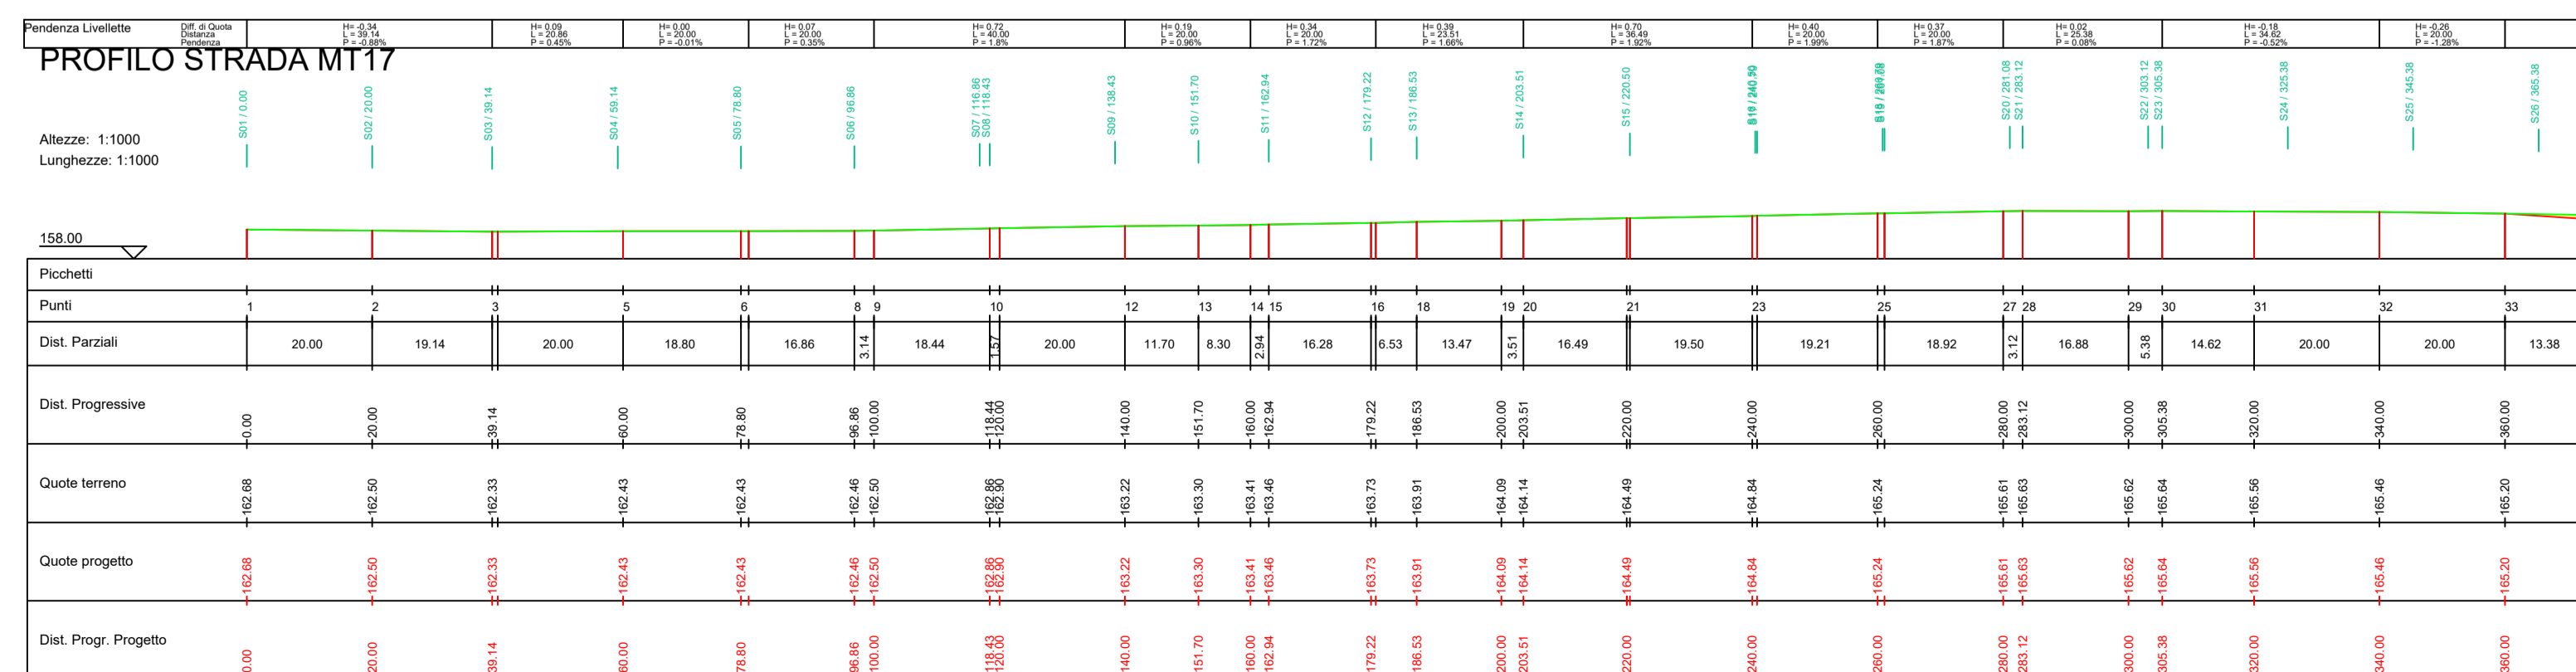 Pendenza Livellette
Diff. di Quota
Distanza
Pendenza
H= -0.34
L = 39.14
P = -0.88%
H= 0.09
L = 20.86
P = 0.45%
H= 0.00
L = 20.00
P = -0.01%
H= 0.07
L = 20.00
P = 0.35%
H= 0.72
L = 40.00
P = 1.8%
H= 0.19
L = 20.00
P = 0.96%
H= 0.34
L = 20.00
P = 1.72%
H= 0.39
L = 23.51
P = 1.66%
H= 0.70
L = 36.49
P = 1.92%
H= 0.40
L = 20.00
P = 1.99%
H= 0.37
L = 20.00
P = 1.87%
H= 0.02
L = 25.38
P = 0.08%
H= -0.18
L = 34.62
P = -0.52%
H= -0.26
L = 20.00
P = -1.28%
PROFILO STRADA MT17
S01 / 0.00
S02 / 20.00
S03 / 39.14
S04 / 59.14
S05 / 78.80
S06 / 96.86
S07 / 116.86
S08 / 118.43
S09 / 138.43
S10 / 151.70
S11 / 162.94
S12 / 179.22
S13 / 186.53
S14 / 203.51
S15 / 220.50
S20 / 281.08
S21 / 283.12
S22 / 303.12
S23 / 305.38
S24 / 325.38
S25 / 345.38
S26 / 365.38
Altezze: 1:1000
Lunghezze: 1:1000
158.00
Picchetti
Punti 1 2 3 5 6 8 9 10 12 13 14 15 16 18 19 20 21 23 25 27 28 29 30 31 32 33
Dist. Parziali 20.00 19.14 20.00 18.80 16.86 3.14 18.44 1.57 20.00 11.70 8.30 2.94 16.28 6.53 13.47 3.51 16.49 19.50 19.21 18.92 3.12 16.88 5.38 14.62 20.00 20.00 13.38
Dist. Progressive 0.00 20.00 39.14 60.00 78.80 96.86 100.00 118.44 120.00 140.00 151.70 160.00 162.94 179.22 186.53 200.00 203.51 220.00 240.00 260.00 280.00 283.12 300.00 305.38 320.00 340.00 360.00
Quote terreno 162.68 162.50 162.33 162.43 162.43 162.46 162.50 162.86 162.90 163.22 163.30 163.41 163.46 163.73 163.91 164.09 164.14 164.49 164.84 165.24 165.61 165.63 165.62 165.64 165.56 165.46 165.20
Quote progetto 162.68 162.50 162.33 162.43 162.43 162.46 162.50 162.86 162.90 163.22 163.30 163.41 163.46 163.73 163.91 164.09 164.14 164.49 164.84 165.24 165.61 165.63 165.62 165.64 165.56 165.46 165.20
Dist. Progr. Progetto 0.00 20.00 39.14 60.00 78.80 96.86 100.00 118.43 120.00 140.00 151.70 160.00 162.94 179.22 186.53 200.00 203.51 220.00 240.00 260.00 280.00 283.12 300.00 305.38 320.00 340.00 360.00